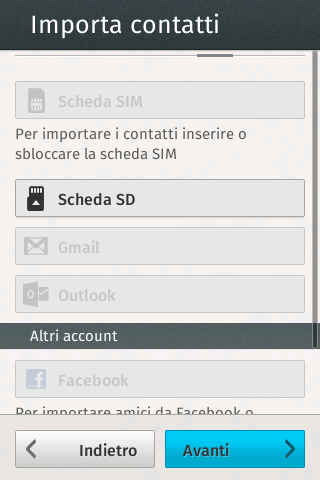 Importa contatti
Scheda SIM
Per importare i contatti inserire o
sbloccare la scheda SIM
Scheda SD
Gmail
Outlook
Altri account
Facebook
Per importare amici da Facebook o
Indietro
Avanti